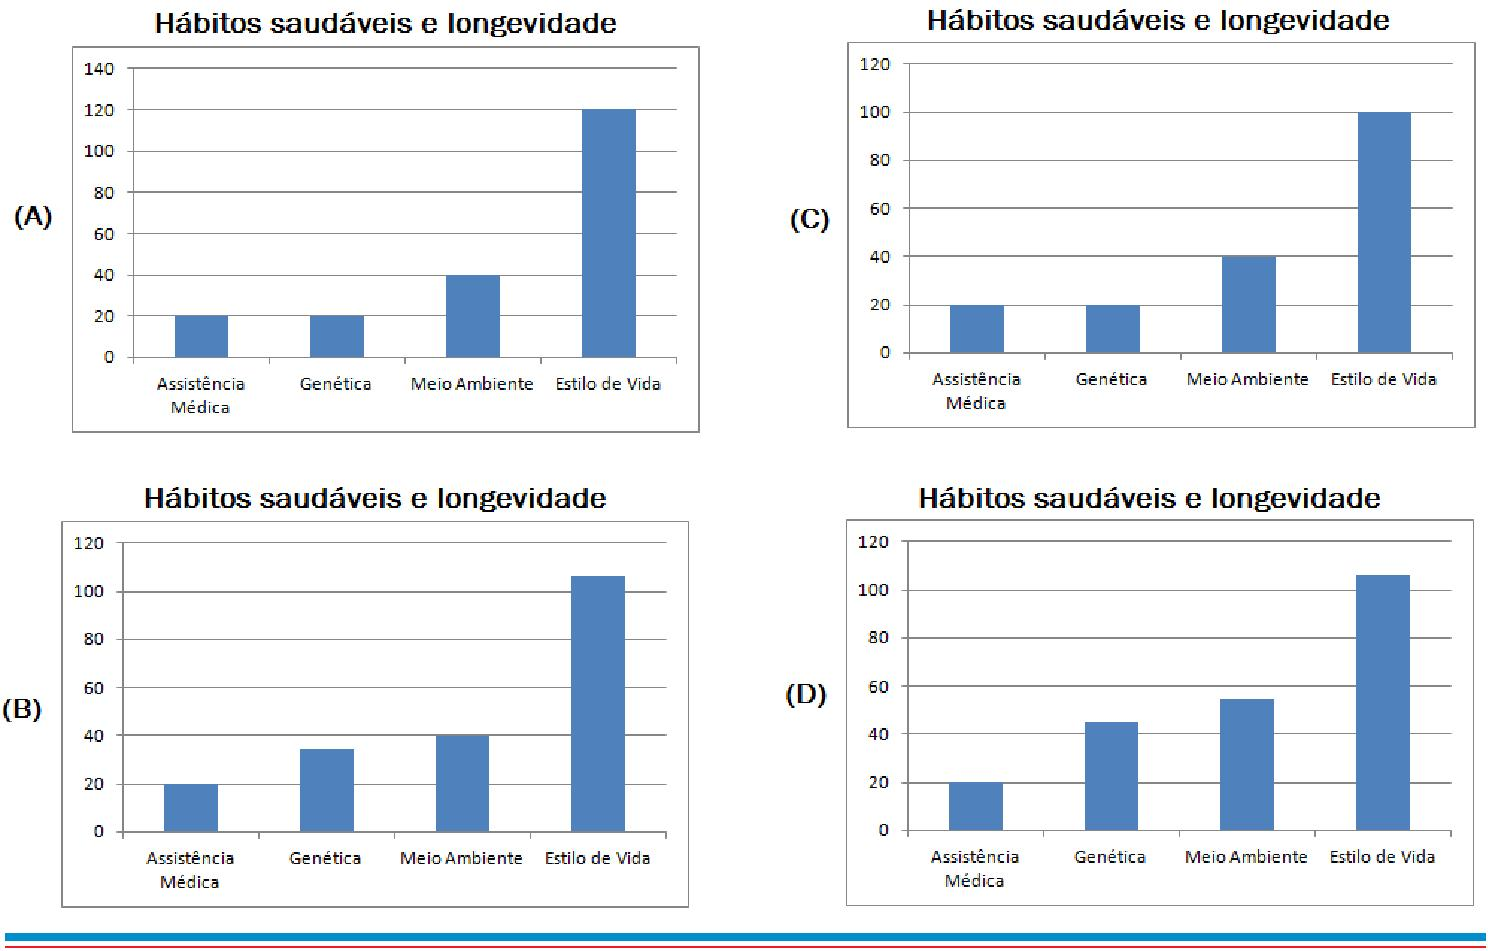 Hábitos saudáveis e longevidade
(A)
140
120
100
80
60
40
20
0
Assistência Médica
Genética
Meio Ambiente
Estilo de Vida
Hábitos saudáveis e longevidade
(C)
120
100
80
60
40
20
0
Assistência Médica
Genética
Meio Ambiente
Estilo de Vida
Hábitos saudáveis e longevidade
(B)
120
100
80
60
40
20
0
Assistência Médica
Genética
Meio Ambiente
Estilo de Vida
Hábitos saudáveis e longevidade
(D)
120
100
80
60
40
20
0
Assistência Médica
Genética
Meio Ambiente
Estilo de Vida